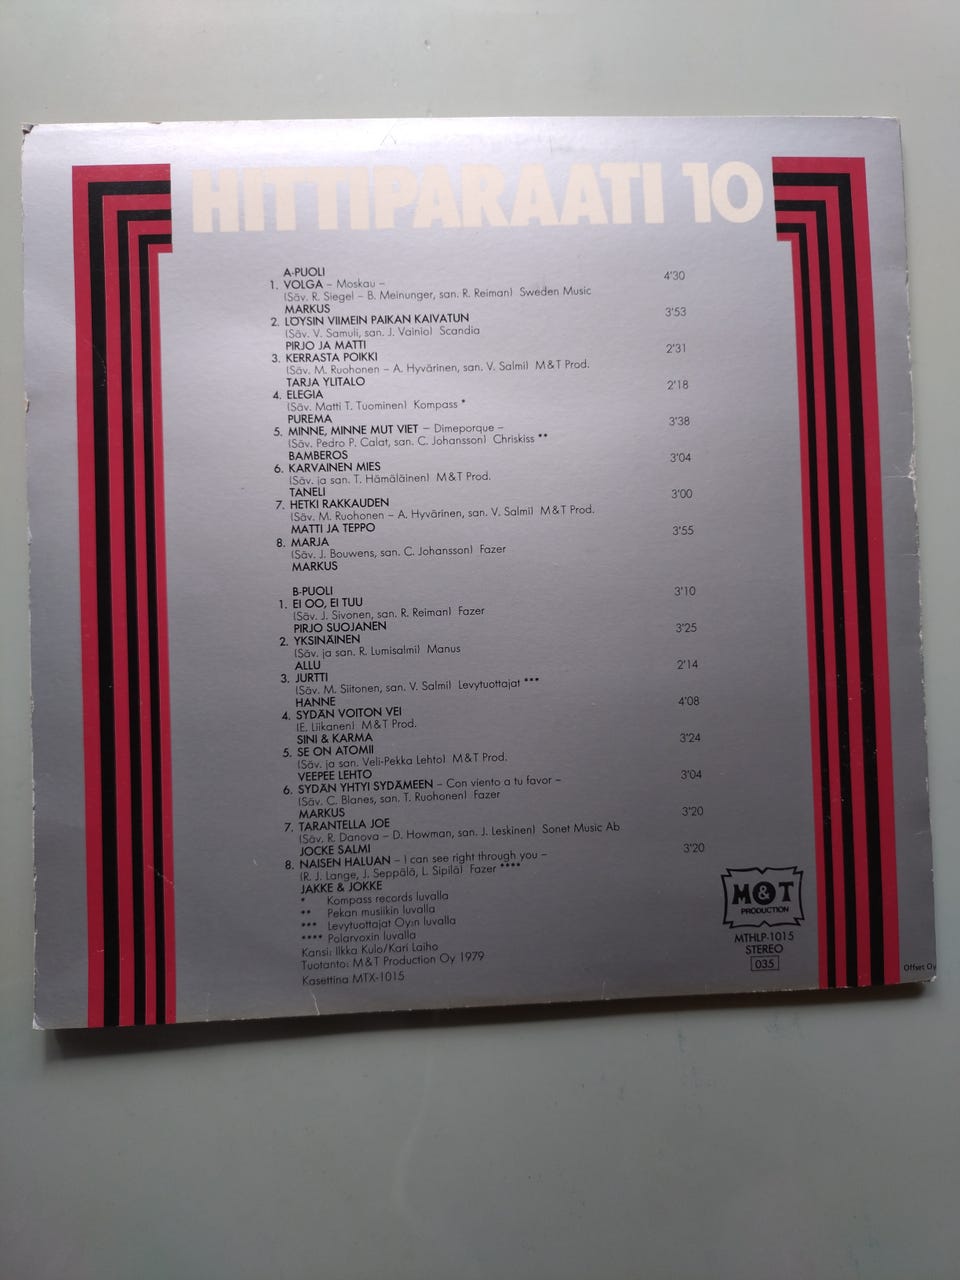 HITTIPARAATI 10
A-PUOLI
1. VOLGA – Moskau – 4'30
(Säv. R. Siegel – B. Meinunger, san. R. Reiman) Sweden Music
MARKUS
2. LÖYSIN VIIMEIN PAIKAN KAIVATUN 3'53
(Säv. V. Samuli, san. J. Vainio) Scandia
PIRJO JA MATTI
3. KERRASTA POIKKI 2'31
(Säv. M. Ruohonen – A. Hyvärinen, san. V. Salmi) M&T Prod.
TARJA YLITALO
4. ELEGIA 2'18
(Säv. Matti T. Tuominen) Kompass *
PUREMA
5. MINNE, MINNE MUT VIET – Dimeporque – 3'38
(Säv. Pedro P. Calat, san. C. Johansson) Chriskiss **
BAMBEROS
6. KARVAINEN MIES 3'04
(Säv. ja san. T. Hämäläinen) M&T Prod.
TANELI
7. HETKI RAKKAUDEN 3'00
(Säv. M. Ruohonen – A. Hyvärinen, san. V. Salmi) M&T Prod.
MATTI JA TEPPO
8. MARJA 3'55
(Säv. J. Bouwens, san. C. Johansson) Fazer
MARKUS
B-PUOLI
1. EI OO, EI TUU 3'10
(Säv. J. Sivonen, san. R. Reiman) Fazer
PIRJO SUOJANEN
2. YKSINÄINEN 3'25
(Säv. ja san. R. Lumisalmi) Manus
ALLU
3. JURTTI 2'14
(Säv. M. Siitonen, san. V. Salmi) Levytuottajat ***
HANNE
4. SYDÄN VOITON VEI 4'08
(E. Liikanen) M&T Prod.
SINI & KARMA
5. SE ON ATOMII 3'24
(Säv. ja san. Veli-Pekka Lehto) M&T Prod.
VEEPEE LEHTO
6. SYDÄN YHTYI SYDÄMEEN – Con viento a tu favor – 3'04
(Säv. C. Blanes, san. T. Ruohonen) Fazer
MARKUS
7. TARANTELLA JOE 3'20
(Säv. R. Danova – D. Howman, san. J. Leskinen) Sonet Music Ab
JOCKE SALMI
8. NAISEN HALUAN – I can see right through you – 3'20
(R. J. Lange, J. Seppälä, L. Sipilä) Fazer ****
JAKKE & JOKKE
* Kompass records luvalla
** Pekan musiikin luvalla
*** Levytuottajat Oy:n luvalla
**** Polarvoxin luvalla
Kansi: Ilkka Kulo/Kari Laiho
Tuotanto: M&T Production Oy 1979
Kasettina MTX-1015
M&T
PRODUCTION
MTHLP-1015
STEREO
035
Offset Oy